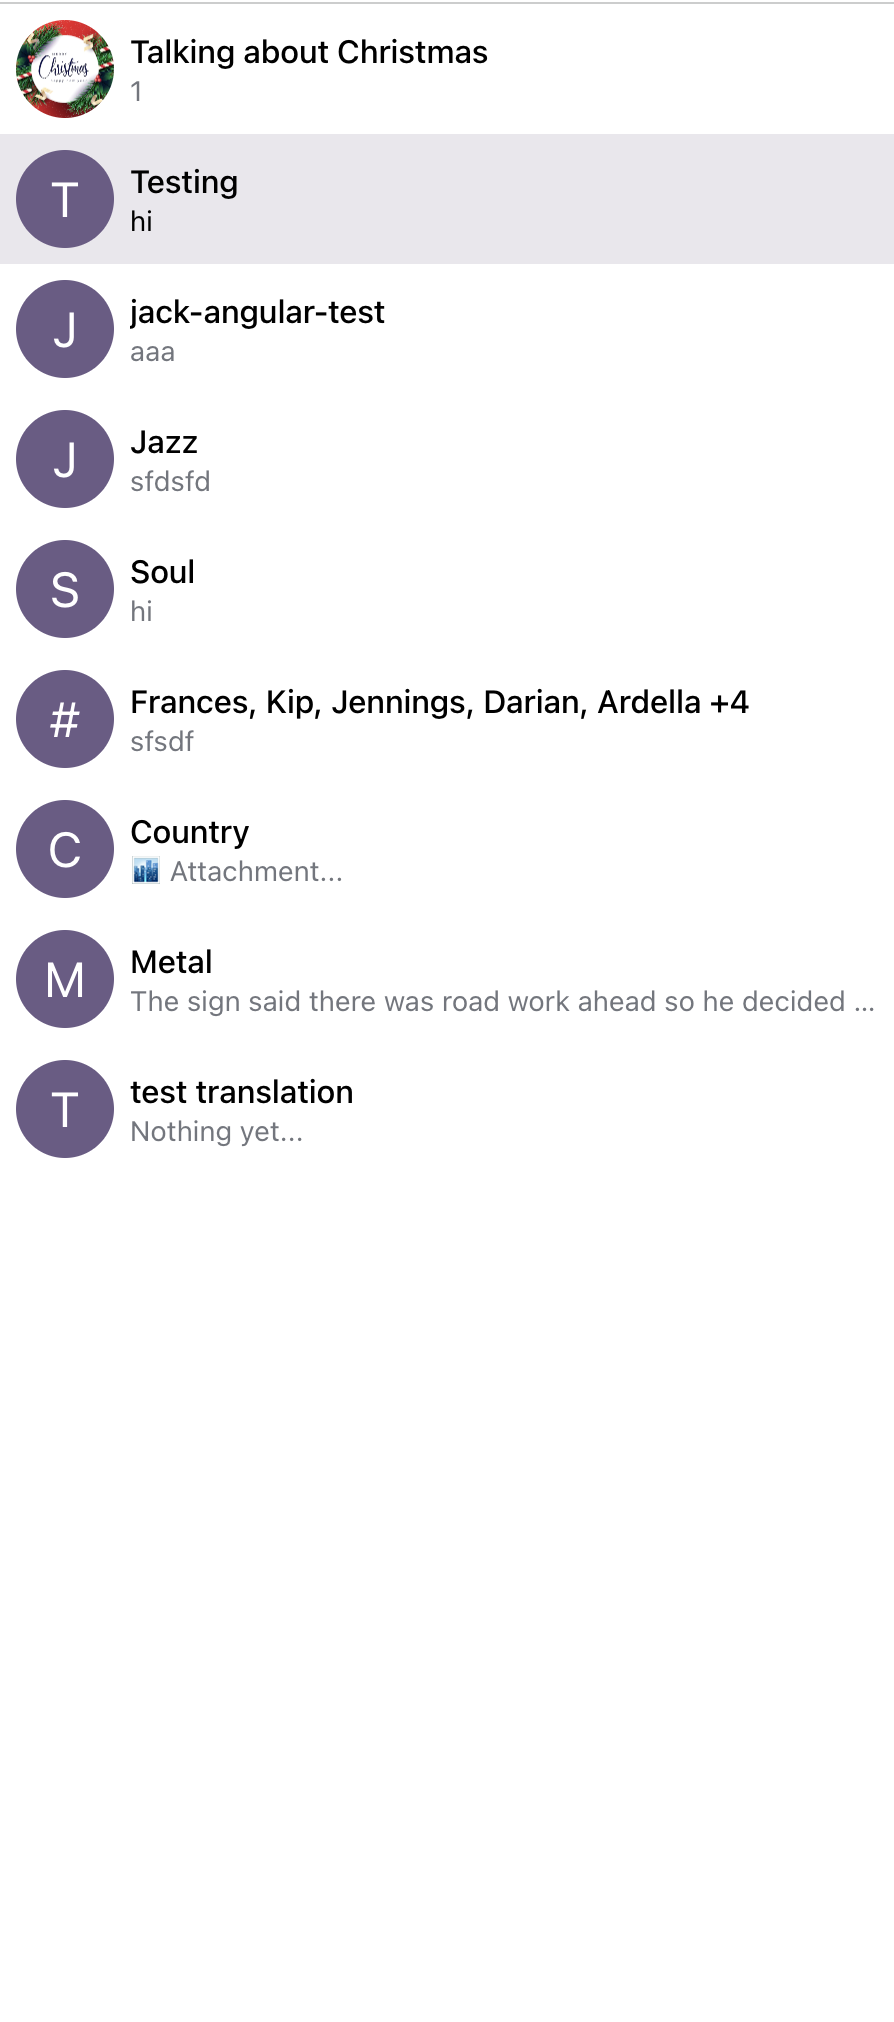 Christmas
Talking about Christmas
1
T
Testing
hi
J
jack-angular-test
aaa
J
Jazz
sfdsfd
S
Soul
hi
#
Frances, Kip, Jennings, Darian, Ardella +4
sfsdf
C
Country
Attachment...
M
Metal
The sign said there was road work ahead so he decided ...
T
test translation
Nothing yet...